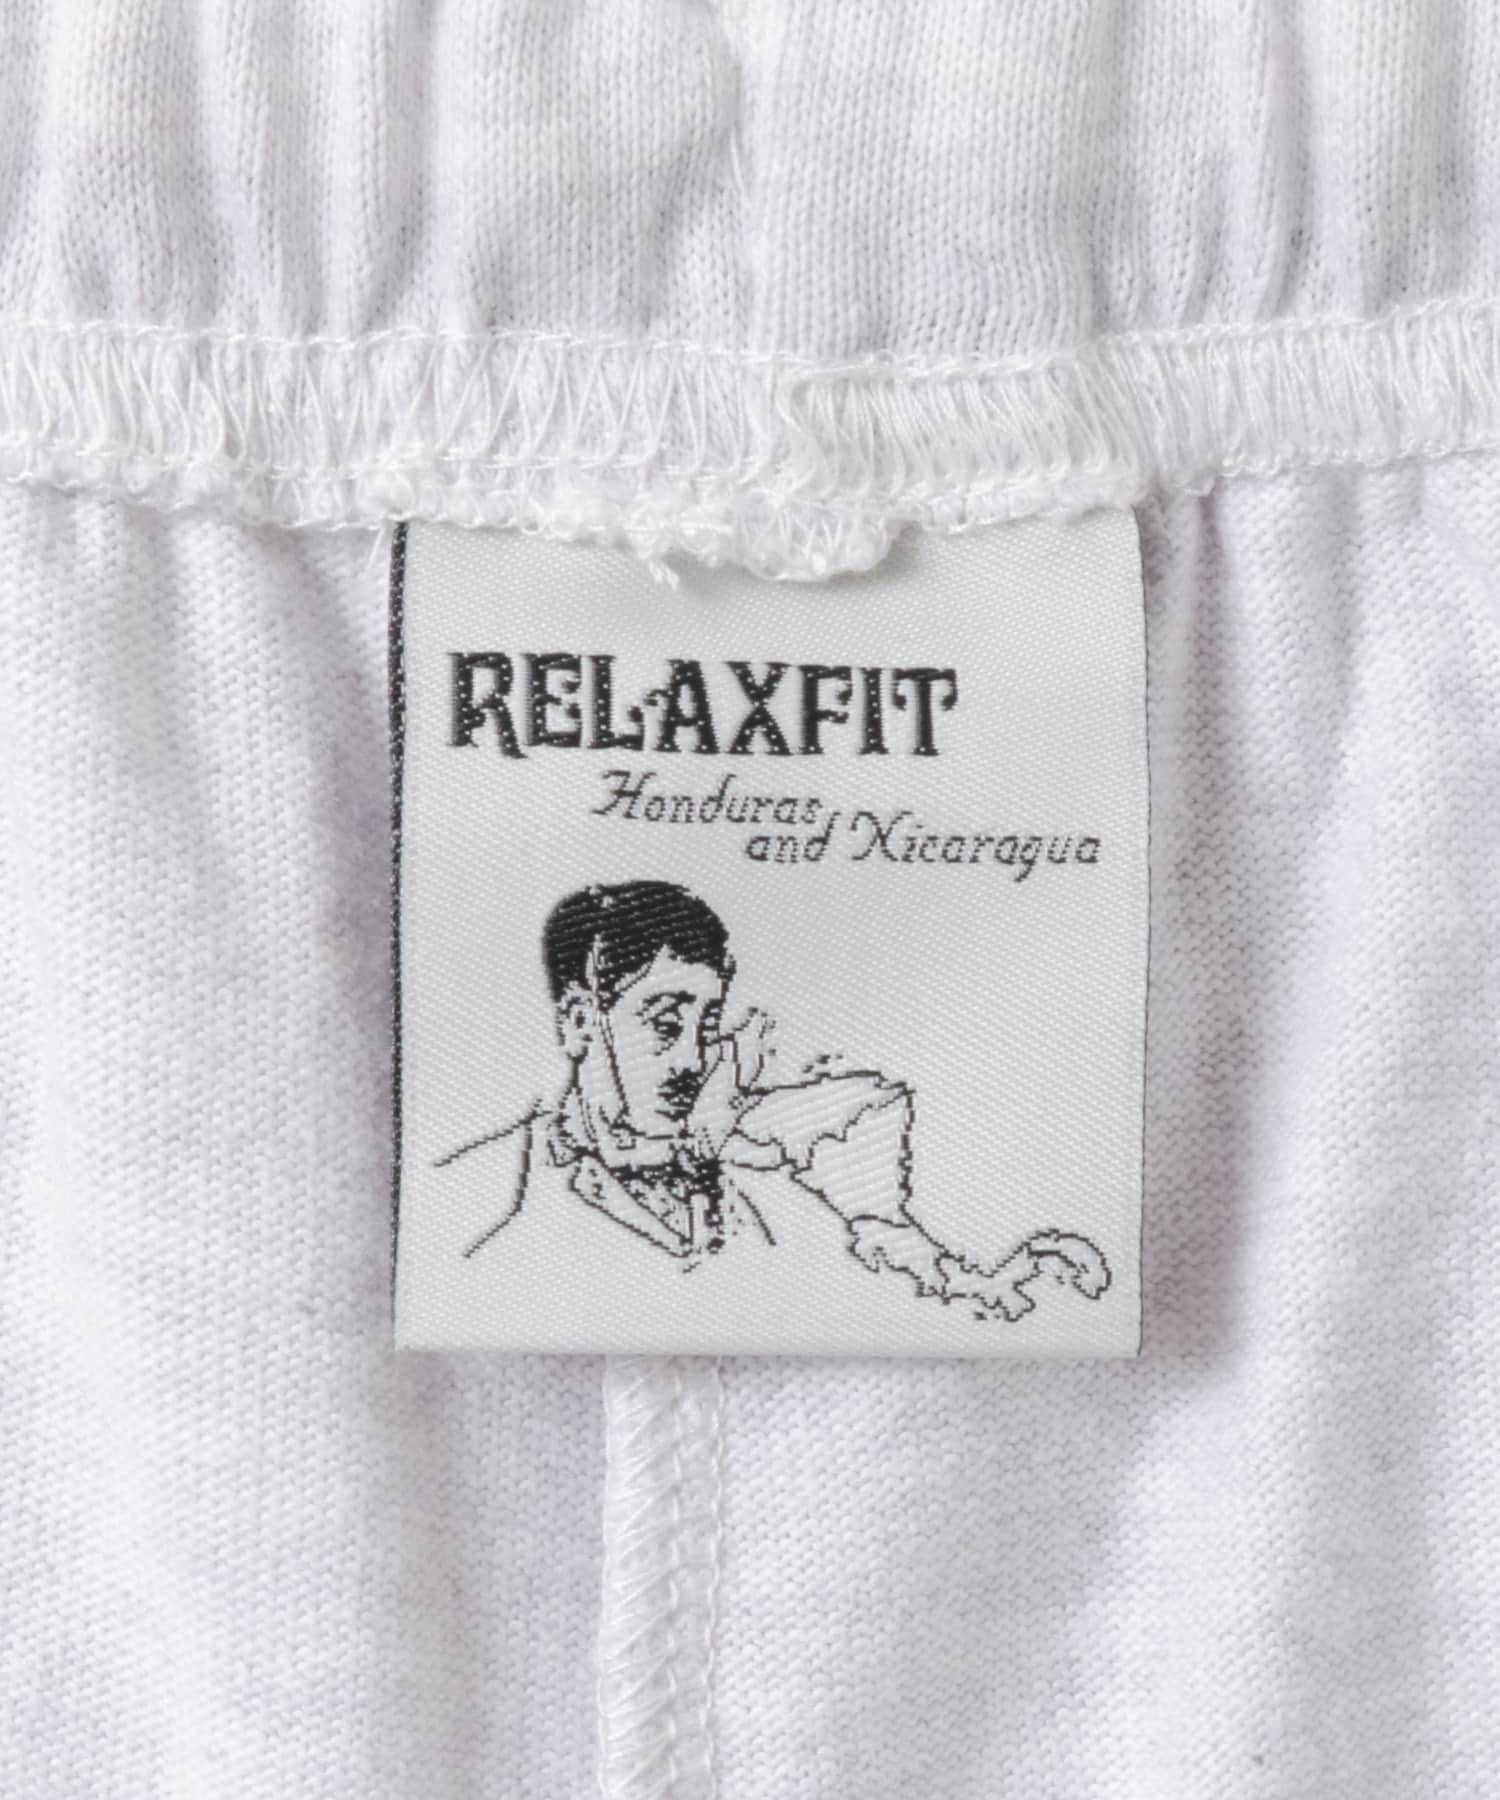 RELAXFIT
Honduras
and Nicaragua